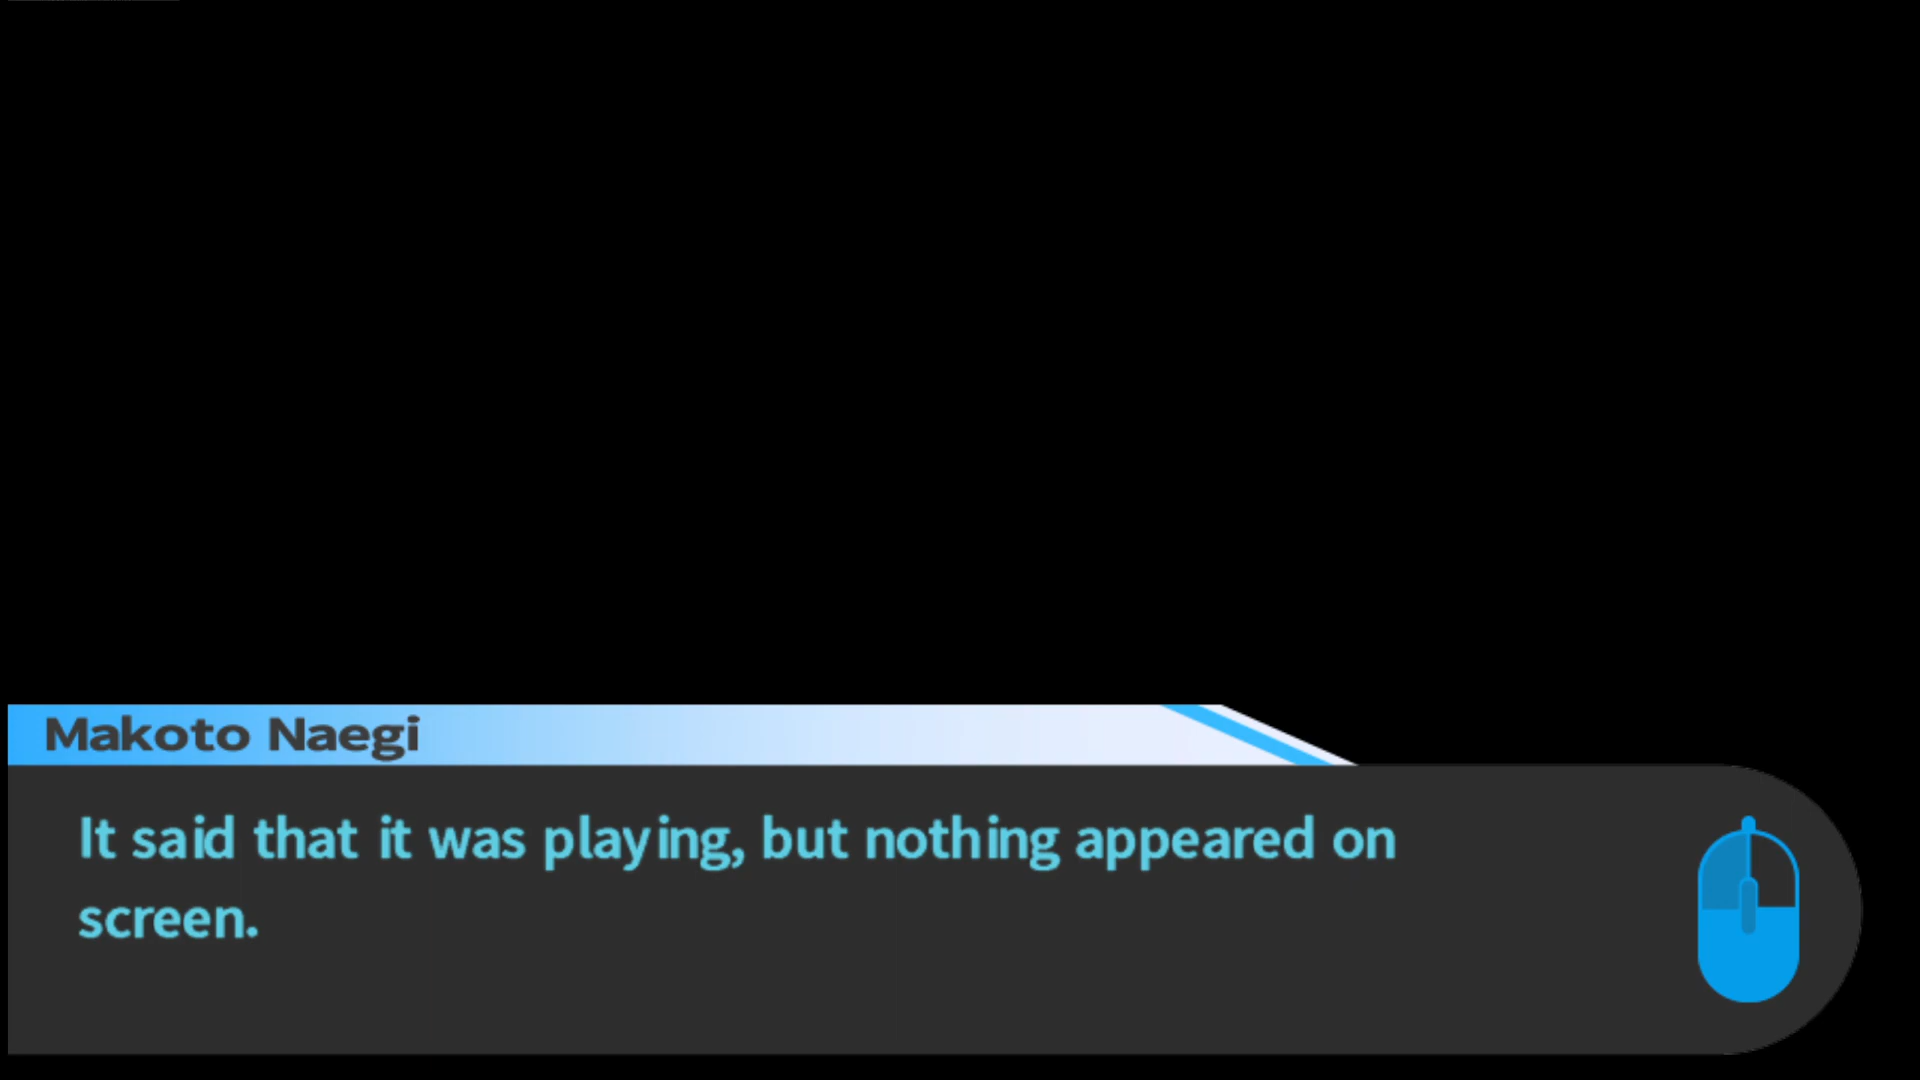 Makoto Naegi
It said that it was playing, but nothing appeared on
screen.